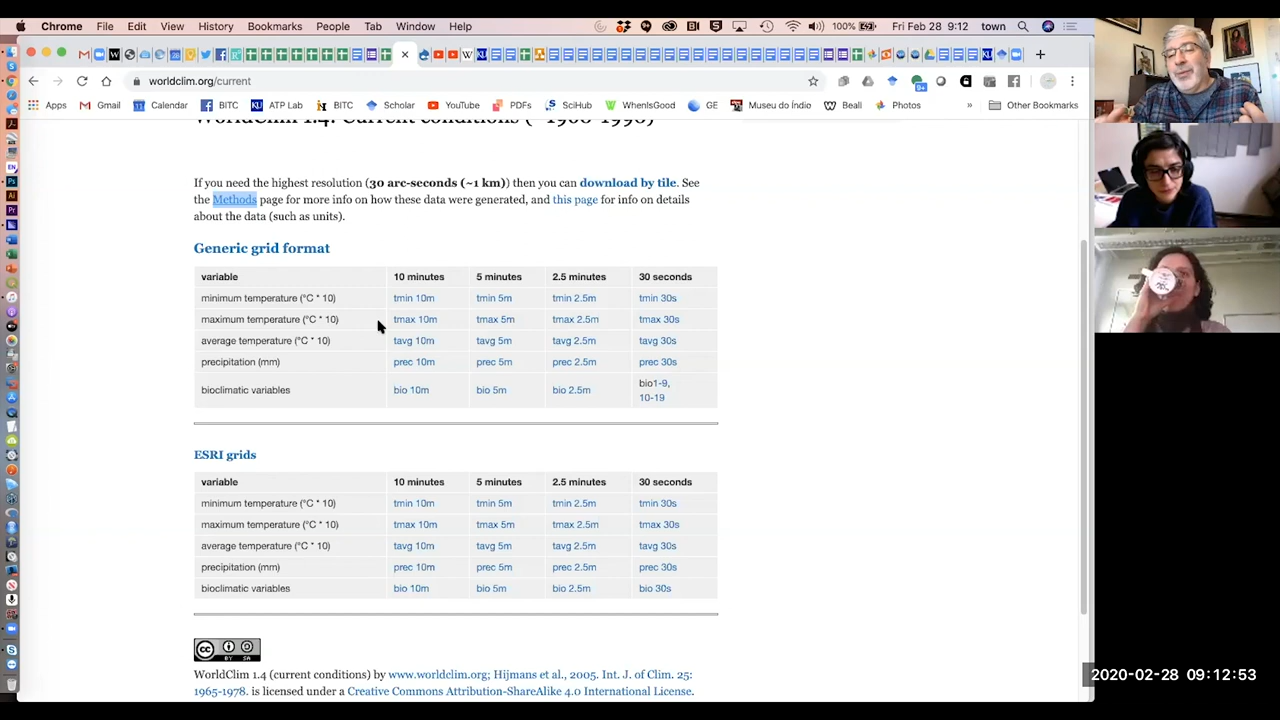 Chrome File Edit View History Bookmarks People Tab Window Help 100% Fri Feb 28 9:12 town
worldclim.org/current
Apps Gmail Calendar BITC ATP Lab BITC Scholar YouTube PDFs SciHub WhenIsGood GE Museu do Índio Beall Photos » Other Bookmarks
WorldClim 1.4: Current conditions (~1960-1990)
If you need the highest resolution (30 arc-seconds (~1 km)) then you can download by tile. See
the Methods page for more info on how these data were generated, and this page for info on details
about the data (such as units).
Generic grid format
variable 10 minutes 5 minutes 2.5 minutes 30 seconds
minimum temperature (°C * 10) tmin 10m tmin 5m tmin 2.5m tmin 30s
maximum temperature (°C * 10) tmax 10m tmax 5m tmax 2.5m tmax 30s
average temperature (°C * 10) tavg 10m tavg 5m tavg 2.5m tavg 30s
precipitation (mm) prec 10m prec 5m prec 2.5m prec 30s
bioclimatic variables bio 10m bio 5m bio 2.5m bio1-9,
10-19
ESRI grids
variable 10 minutes 5 minutes 2.5 minutes 30 seconds
minimum temperature (°C * 10) tmin 10m tmin 5m tmin 2.5m tmin 30s
maximum temperature (°C * 10) tmax 10m tmax 5m tmax 2.5m tmax 30s
average temperature (°C * 10) tavg 10m tavg 5m tavg 2.5m tavg 30s
precipitation (mm) prec 10m prec 5m prec 2.5m prec 30s
bioclimatic variables bio 10m bio 5m bio 2.5m bio 30s
CC BY SA
WorldClim 1.4 (current conditions) by www.worldclim.org; Hijmans et al., 2005. Int. J. of Clim. 25:
1965-1978. is licensed under a Creative Commons Attribution-ShareAlike 4.0 International License.
2020-02-28 09:12:53